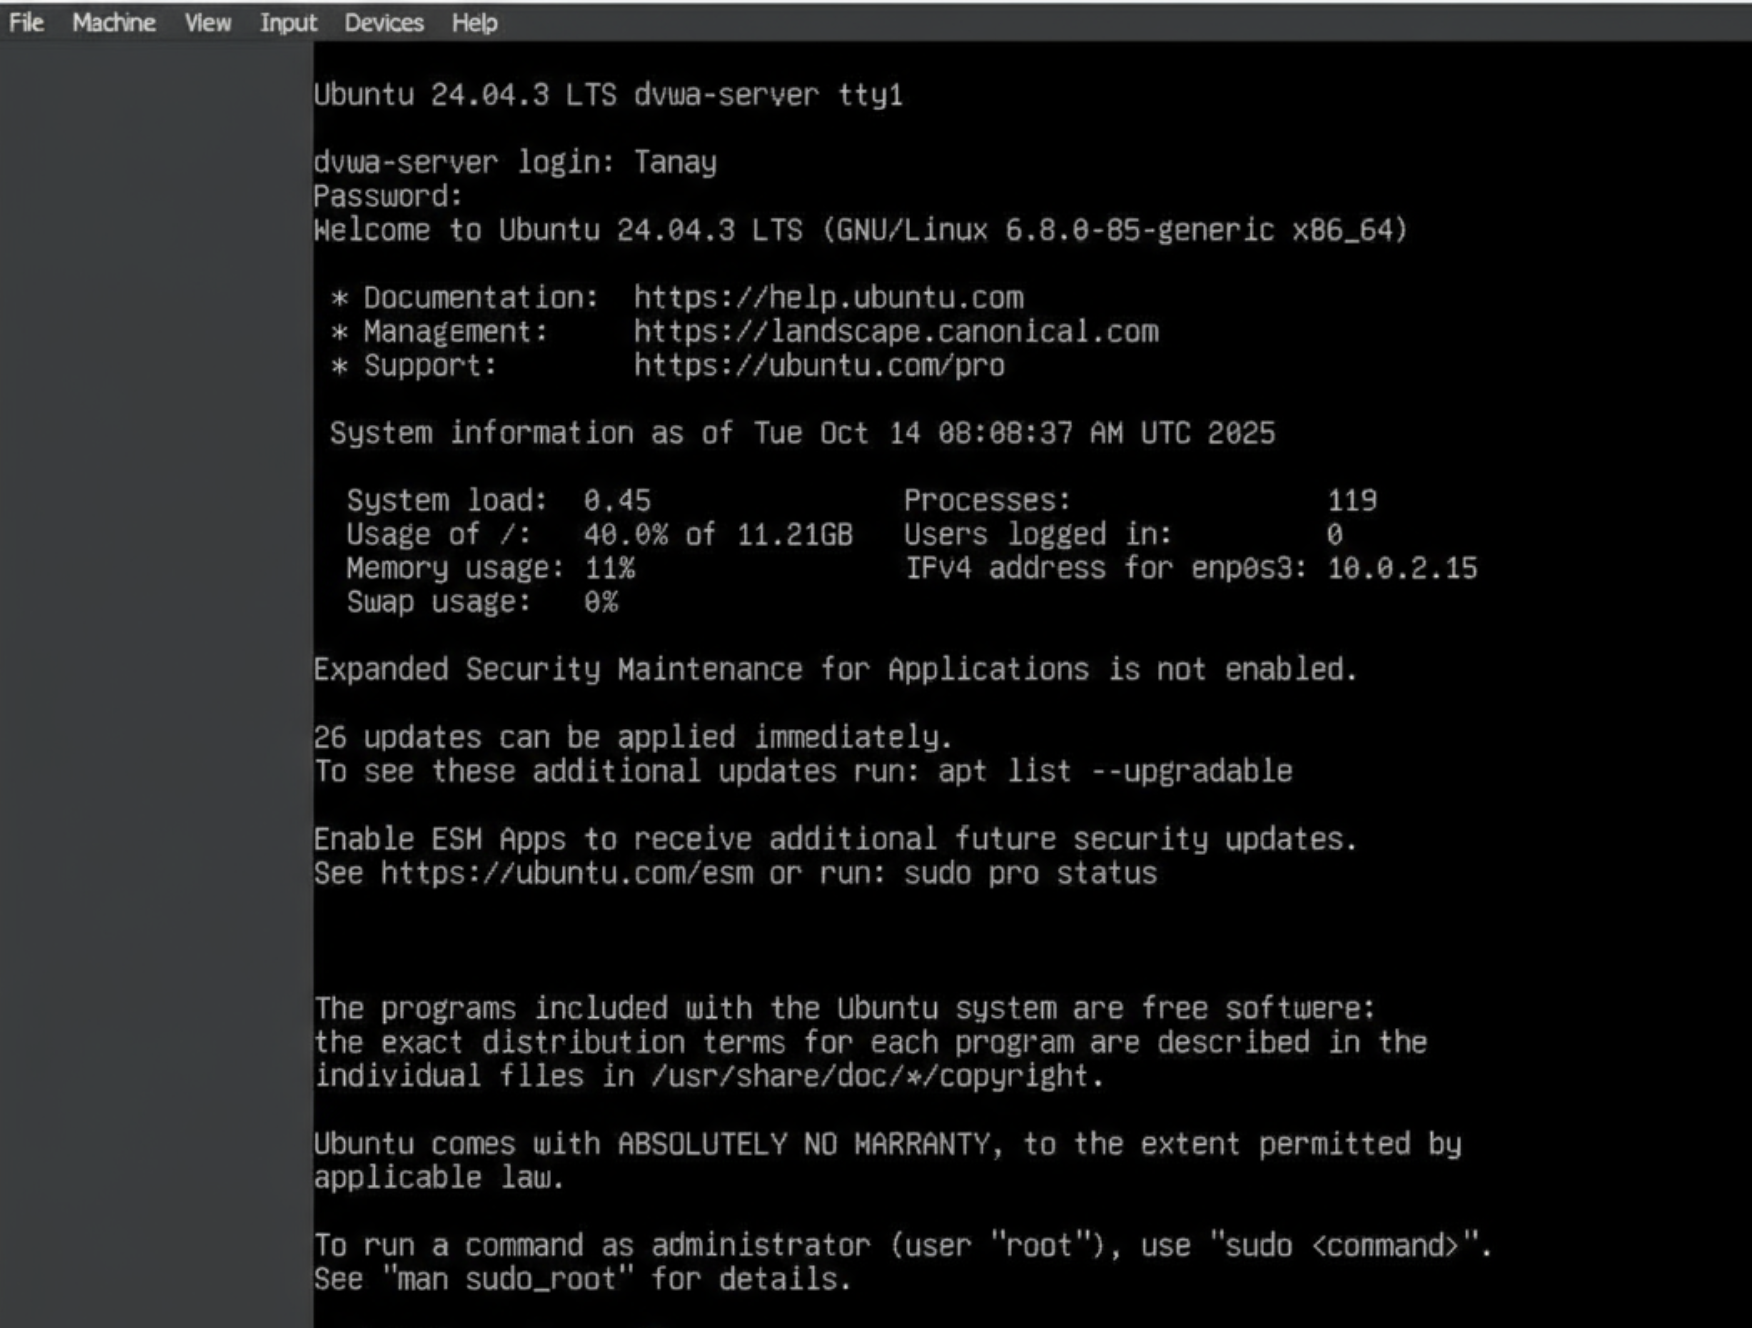 File Machine View Input Devices Help
Ubuntu 24.04.3 LTS dvwa-server tty1
dvwa-server login: Tanay
Password:
Welcome to Ubuntu 24.04.3 LTS (GNU/Linux 6.8.0-85-generic x86_64)
* Documentation: https://help.ubuntu.com
* Management: https://landscape.canonical.com
* Support: https://ubuntu.com/pro
System information as of Tue Oct 14 08:08:37 AM UTC 2025
System load: 0.45 Processes: 119
Usage of /: 40.0% of 11.21GB Users logged in: 0
Memory usage: 11% IFv4 address for enp0s3: 10.0.2.15
Swap usage: 0%
Expanded Security Maintenance for Applications is not enabled.
26 updates can be applied immediately.
To see these additional updates run: apt list --upgradable
Enable ESM Apps to receive additional future security updates.
See https://ubuntu.com/esm or run: sudo pro status
The programs included with the Ubuntu system are free softwere:
the exact distribution terms for each program are described in the
individual flles in /usr/share/doc/*/copyright.
Ubuntu comes with ABSOLUTELY NO MARRANTY, to the extent permitted by
applicable law.
To run a command as administrator (user "root"), use "sudo <command>".
See "man sudo_root" for details.